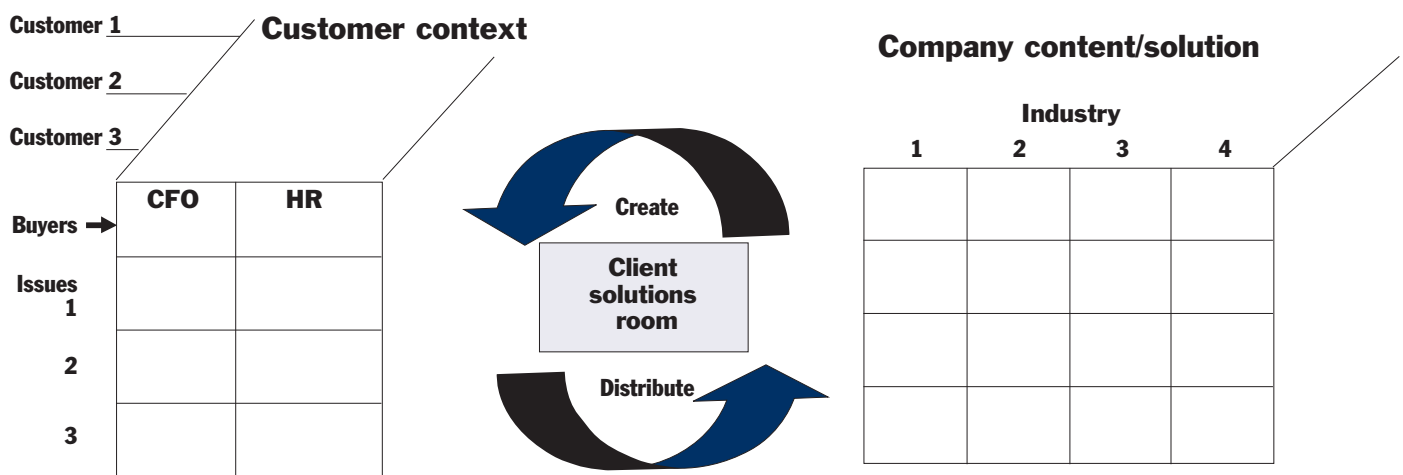 Customer context
Customer 1
Customer 2
Customer 3
CFO HR
Buyers
Issues
1
2
3
Create
Client
solutions
room
Distribute
Company content/solution
Industry
1 2 3 4